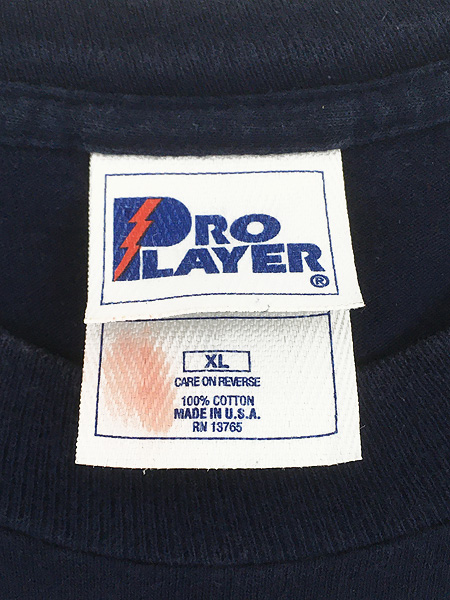 PRO
PLAYER®
XL
CARE ON REVERSE
100% COTTON
MADE IN U.S.A.
RN 13765